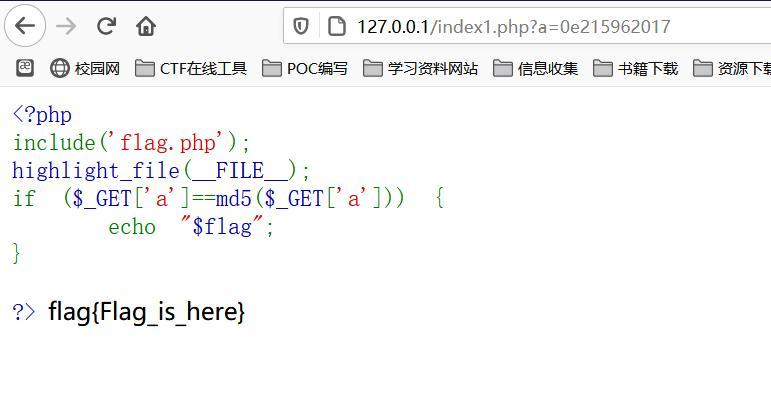 127.0.0.1/index1.php?a=0e215962017
校园网 CTF在线工具 POC编写 学习资料网站 信息收集 书籍下载 资源下载
<?php
include('flag.php');
highlight_file(__FILE__);
if ($_GET['a']==md5($_GET['a'])) {
echo "$flag";
}
?> flag{Flag_is_here}